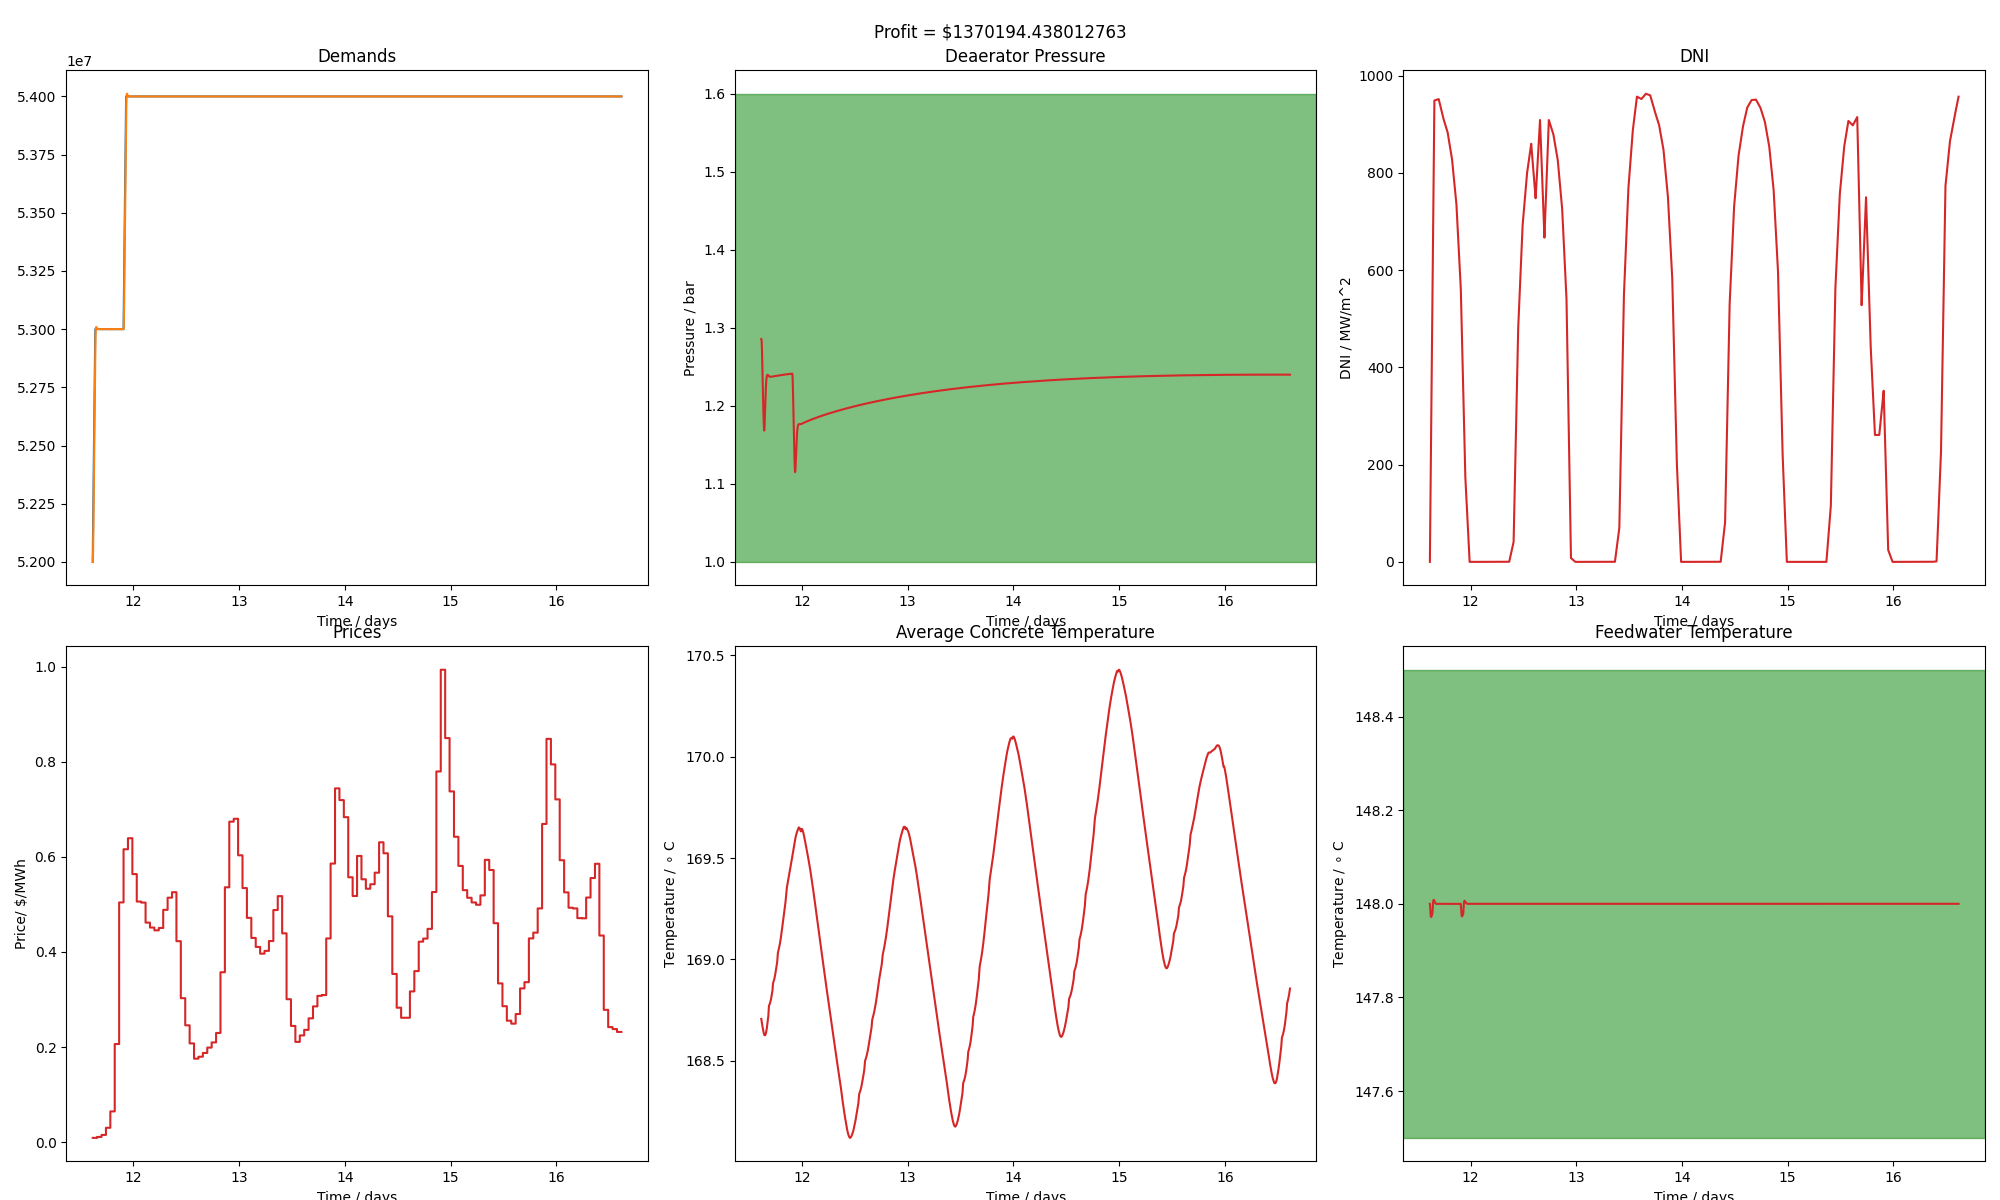 Profit = $1370194.438012763
Demands
1e7
5.400
5.375
5.350
5.325
5.300
5.275
5.250
5.225
5.200
12 13 14 15 16
Time / days
Deaerator Pressure
Pressure / bar
1.6
1.5
1.4
1.3
1.2
1.1
1.0
12 13 14 15 16
Time / days
DNI
DNI / MW/m^2
1000
800
600
400
200
0
12 13 14 15 16
Time / days
Prices
Price/ $/MWh
1.0
0.8
0.6
0.4
0.2
0.0
12 13 14 15 16
Time / days
Average Concrete Temperature
Temperature / ∘ C
170.5
170.0
169.5
169.0
168.5
12 13 14 15 16
Time / days
Feedwater Temperature
Temperature / ∘ C
148.4
148.2
148.0
147.8
147.6
12 13 14 15 16
Time / days